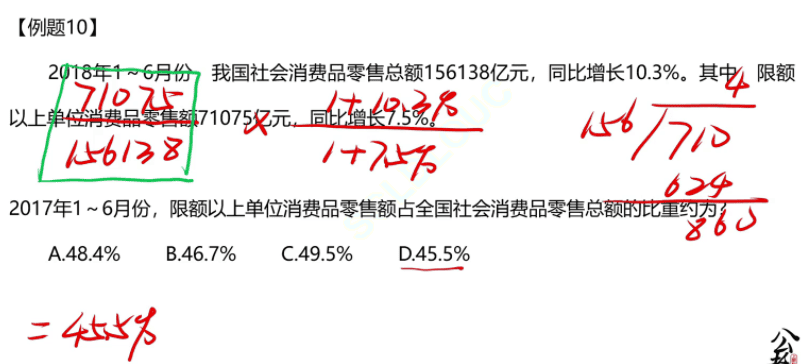 【例题10】
2018年1~6月份，我国社会消费品零售总额156138亿元，同比增长10.3%。其中，限额
以上单位消费品零售额71075亿元，同比增长7.5%。
71075
156138
×
1+10.3%
1+7.5%
4
156
710
624
860
2017年1~6月份，限额以上单位消费品零售额占全国社会消费品零售总额的比重约为？
A.48.4% B.46.7% C.49.5% D.45.5%
=45.5%